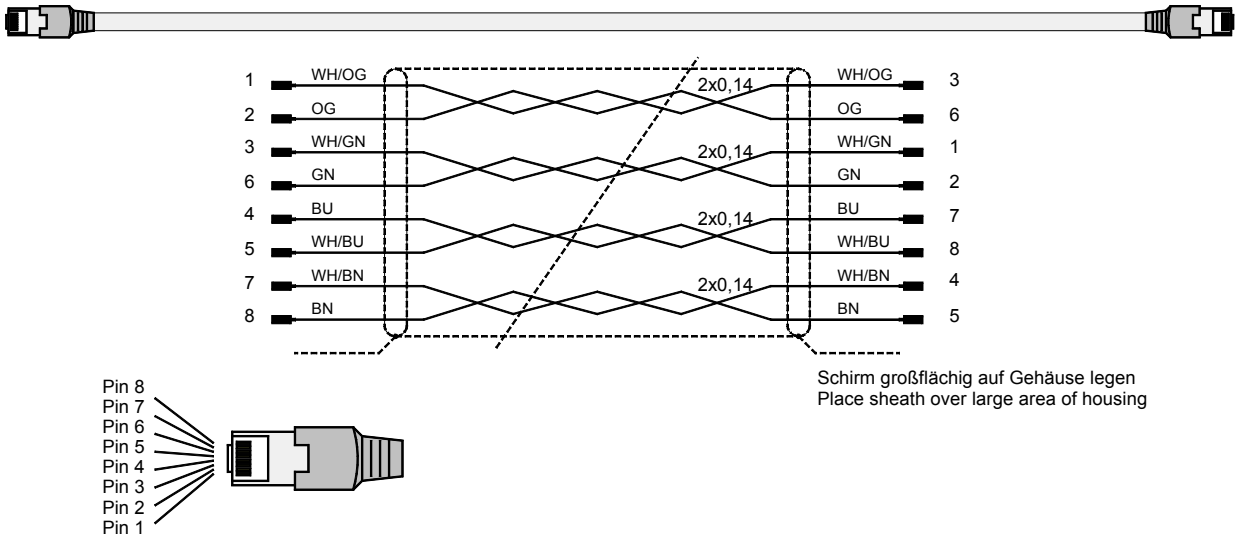 1 WH/OG 2x0,14 WH/OG 3
2 OG OG 6
3 WH/GN 2x0,14 WH/GN 1
6 GN GN 2
4 BU 2x0,14 BU 7
5 WH/BU WH/BU 8
7 WH/BN 2x0,14 WH/BN 4
8 BN BN 5
Schirm großflächig auf Gehäuse legen
Place sheath over large area of housing
Pin 8
Pin 7
Pin 6
Pin 5
Pin 4
Pin 3
Pin 2
Pin 1